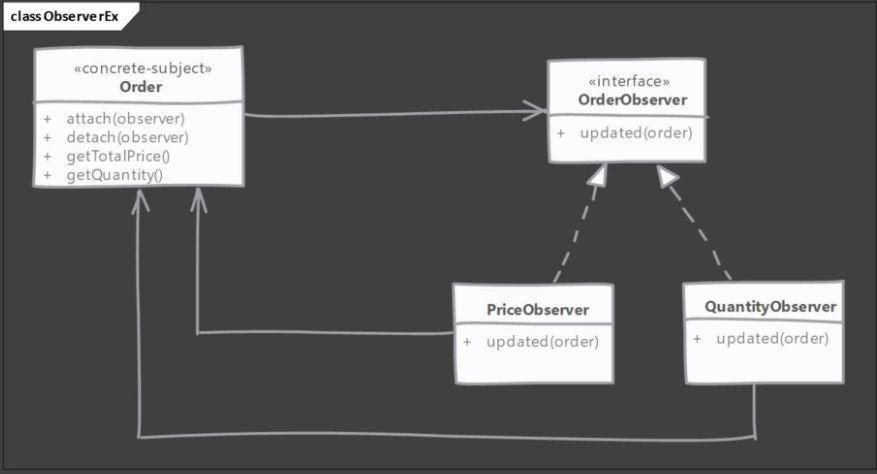 class ObserverEx
«concrete-subject»
Order
+ attach(observer)
+ detach(observer)
+ getTotalPrice()
+ getQuantity()
«interface»
OrderObserver
+ updated(order)
PriceObserver
+ updated(order)
QuantityObserver
+ updated(order)